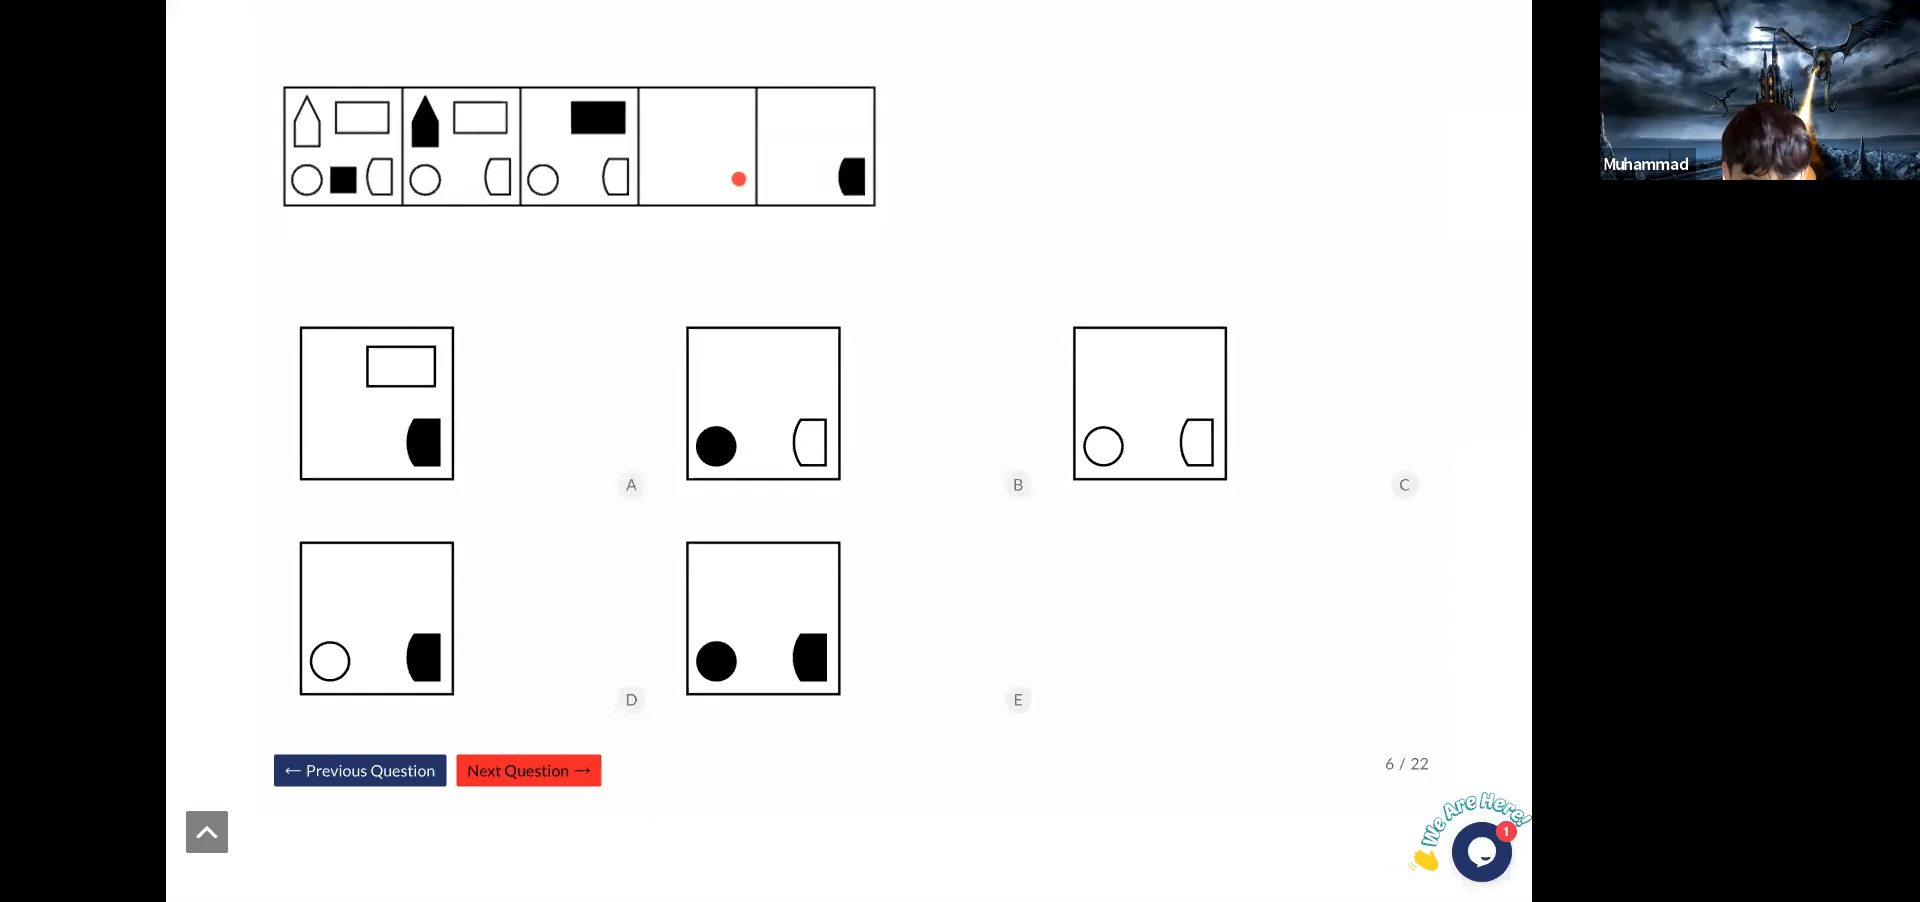 Muhammad
A
B
C
D
E
← Previous Question
Next Question →
6 / 22
We Are Here!
1